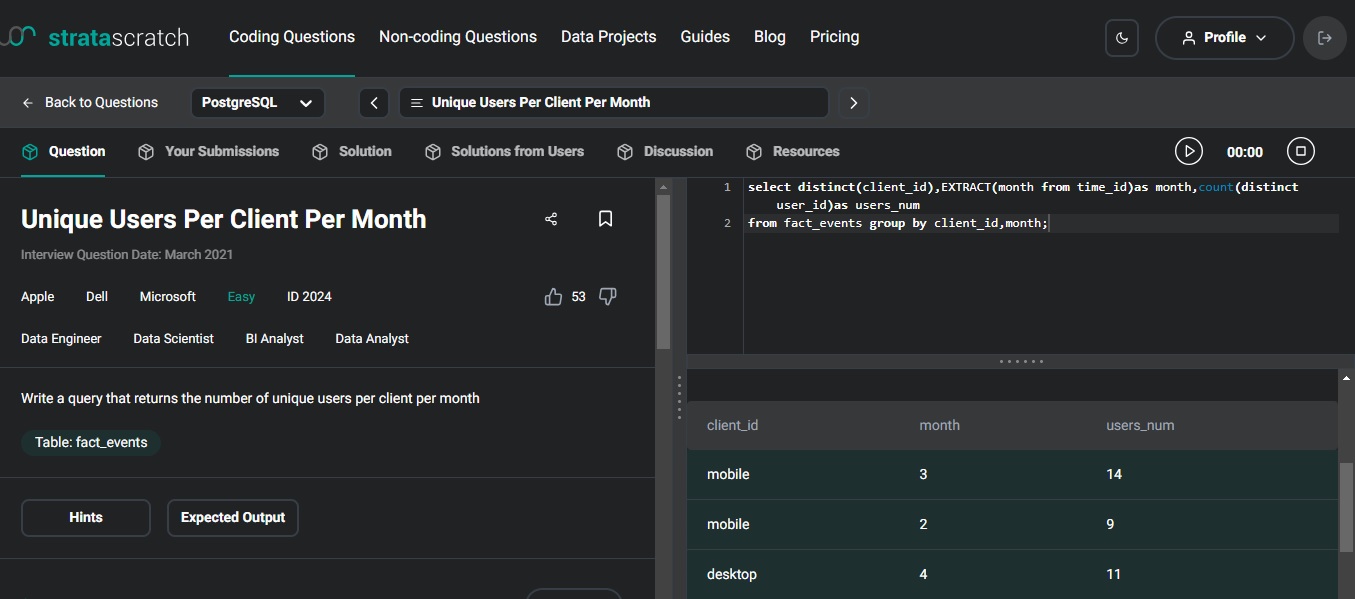 stratascratch
Coding Questions
Non-coding Questions
Data Projects
Guides
Blog
Pricing
Profile
Back to Questions
PostgreSQL
Unique Users Per Client Per Month
Question
Your Submissions
Solution
Solutions from Users
Discussion
Resources
00:00
Unique Users Per Client Per Month
Interview Question Date: March 2021
Apple Dell Microsoft Easy ID 2024
53
Data Engineer Data Scientist BI Analyst Data Analyst
Write a query that returns the number of unique users per client per month
Table: fact_events
Hints
Expected Output
1 select distinct(client_id),EXTRACT(month from time_id)as month,count(distinct
user_id)as users_num
2 from fact_events group by client_id,month;
client_id month users_num
mobile 3 14
mobile 2 9
desktop 4 11